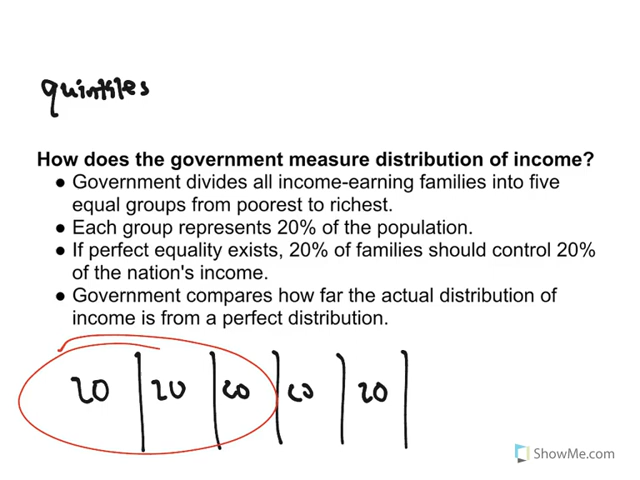 quintiles
How does the government measure distribution of income?
● Government divides all income-earning families into five
equal groups from poorest to richest.
● Each group represents 20% of the population.
● If perfect equality exists, 20% of families should control 20%
of the nation's income.
● Government compares how far the actual distribution of
income is from a perfect distribution.
20 | 20 | 20 | 20 | 20 |
ShowMe.com